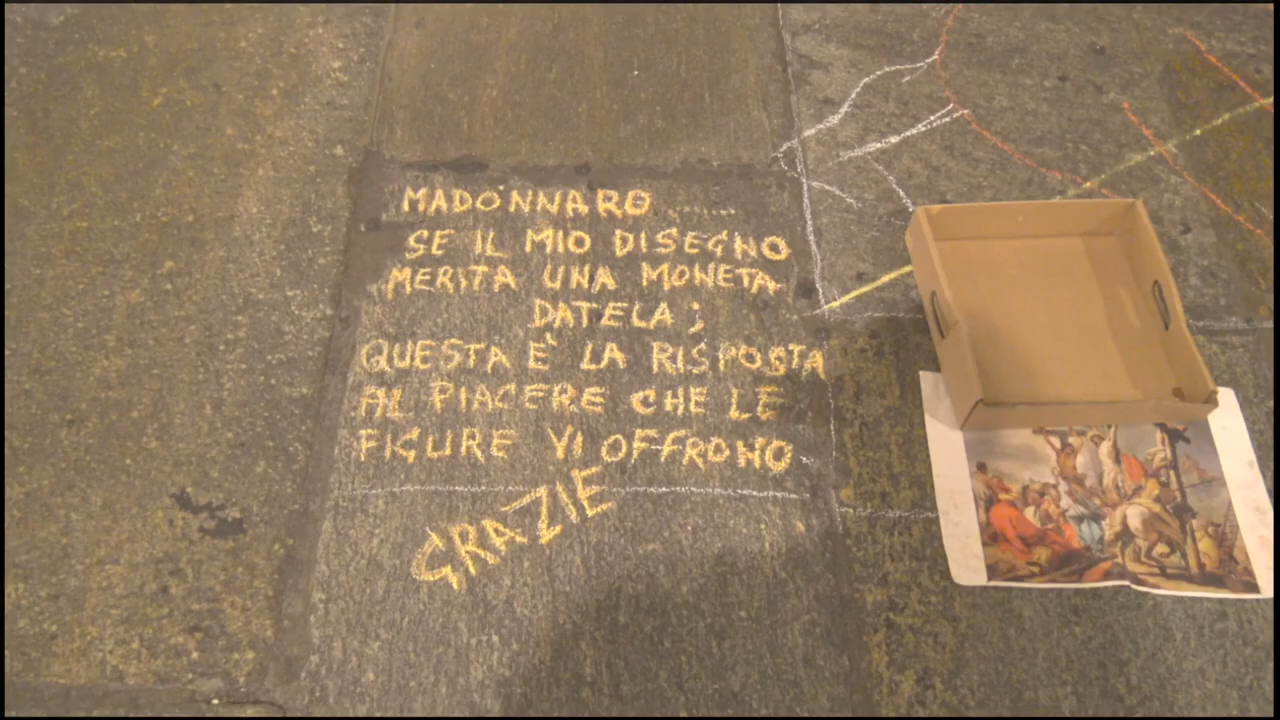 MADONNARO.......
SE IL MIO DISEGNO
MERITA UNA MONETA
DATELA ;
QUESTA E' LA RISPOSTA
AL PIACERE CHE LE
FIGURE VI OFFRONO
GRAZIE